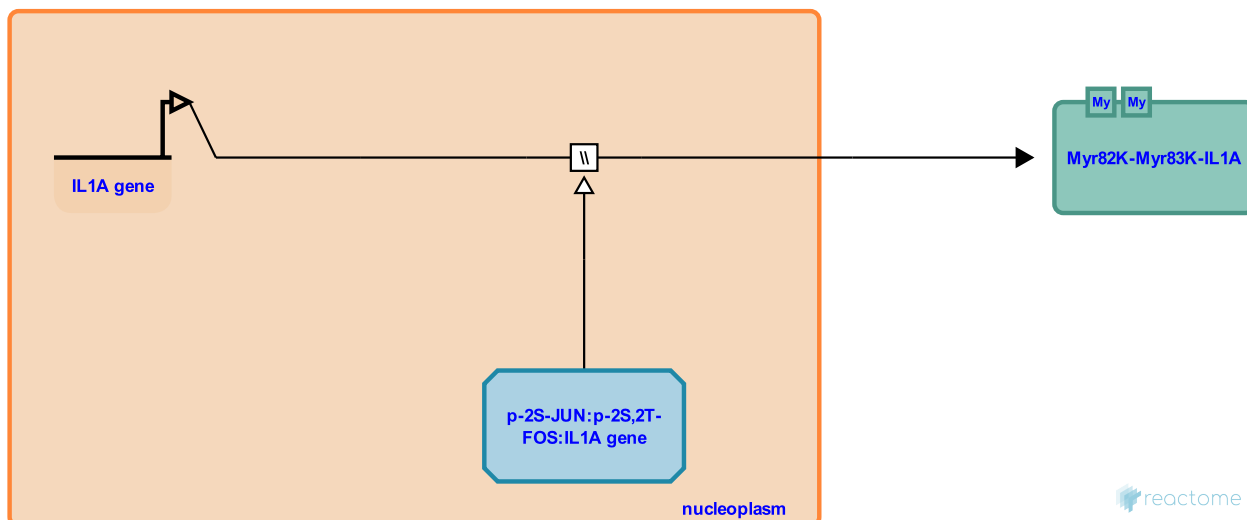 My My
Myr82K-Myr83K-IL1A
IL1A gene
\\
p-2S-JUN:p-2S,2T-
FOS:IL1A gene
nucleoplasm
reactome